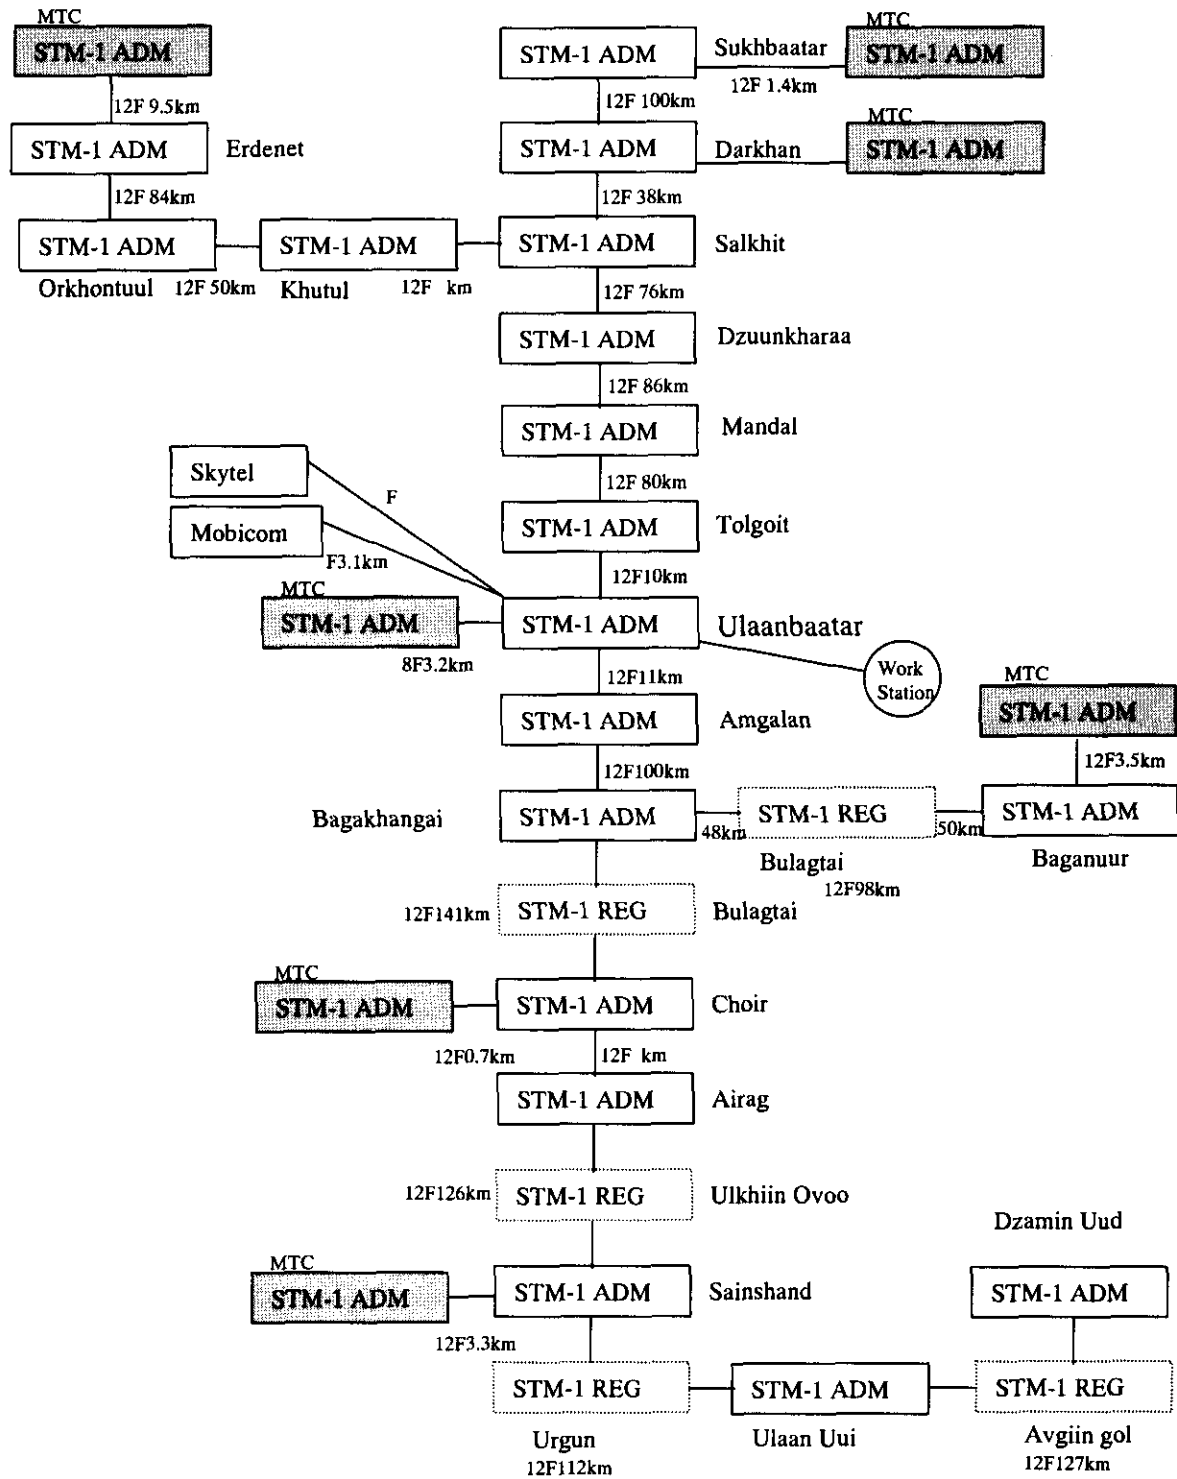 MTC
STM-1 ADM
STM-1 ADM
Sukhbaatar
MTC
STM-1 ADM
12F 1.4km
12F 9.5km
12F 100km
STM-1 ADM
Erdenet
STM-1 ADM
Darkhan
MTC
STM-1 ADM
12F 84km
12F 38km
STM-1 ADM
STM-1 ADM
STM-1 ADM
Salkhit
Orkhontuul
12F 50km
Khutul
12F km
12F 76km
STM-1 ADM
Dzuunkharaa
12F 86km
STM-1 ADM
Mandal
Skytel
F
12F 80km
Mobicom
F3.1km
STM-1 ADM
Tolgoit
12F10km
MTC
STM-1 ADM
8F3.2km
STM-1 ADM
Ulaanbaatar
Work
Station
12F11km
STM-1 ADM
Amgalan
MTC
STM-1 ADM
12F3.5km
12F100km
Bagakhangai
STM-1 ADM
48km
STM-1 REG
50km
STM-1 ADM
Bulagtai
Baganuur
12F98km
12F141km
STM-1 REG
Bulagtai
MTC
STM-1 ADM
STM-1 ADM
Choir
12F0.7km
12F km
STM-1 ADM
Airag
12F126km
STM-1 REG
Ulkhiin Ovoo
Dzamin Uud
MTC
STM-1 ADM
STM-1 ADM
Sainshand
STM-1 ADM
12F3.3km
STM-1 REG
STM-1 ADM
STM-1 REG
Urgun
Ulaan Uui
Avgiin gol
12F112km
12F127km